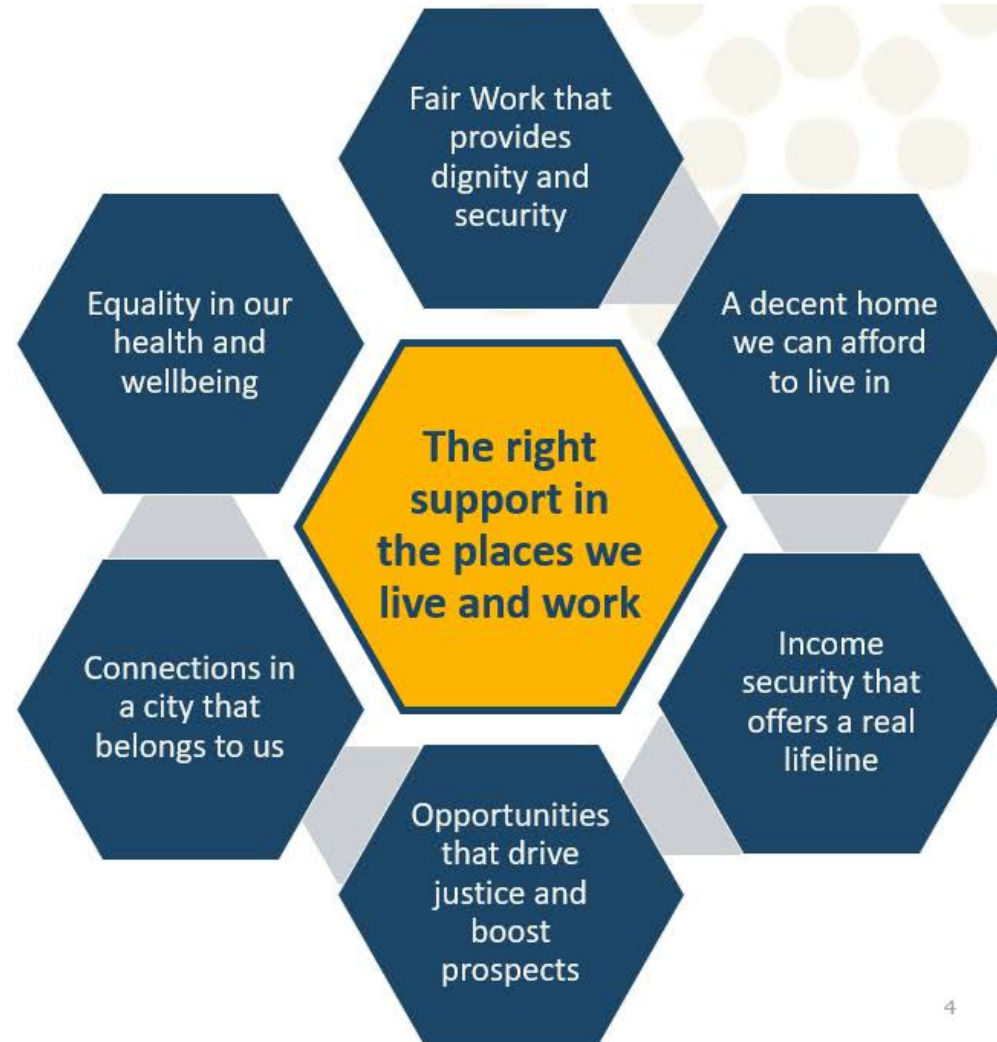 Fair Work that
provides
dignity and
security
A decent home
we can afford
to live in
Income
security that
offers a real
lifeline
Opportunities
that drive
justice and
boost
prospects
Connections in
a city that
belongs to us
Equality in our
health and
wellbeing
The right
support in
the places we
live and work
4